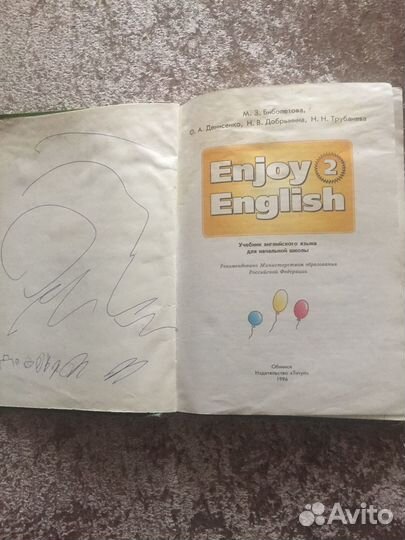 М. З. Биболетова,
О. А. Денисенко, Н. В. Добрынина, Н. Н. Трубанева
Enjoy 2
English
Учебник английского языка
для начальной школы
Рекомендовано Министерством образования
Российской Федерации
Обнинск
Издательство «Титул»
1996
Avito